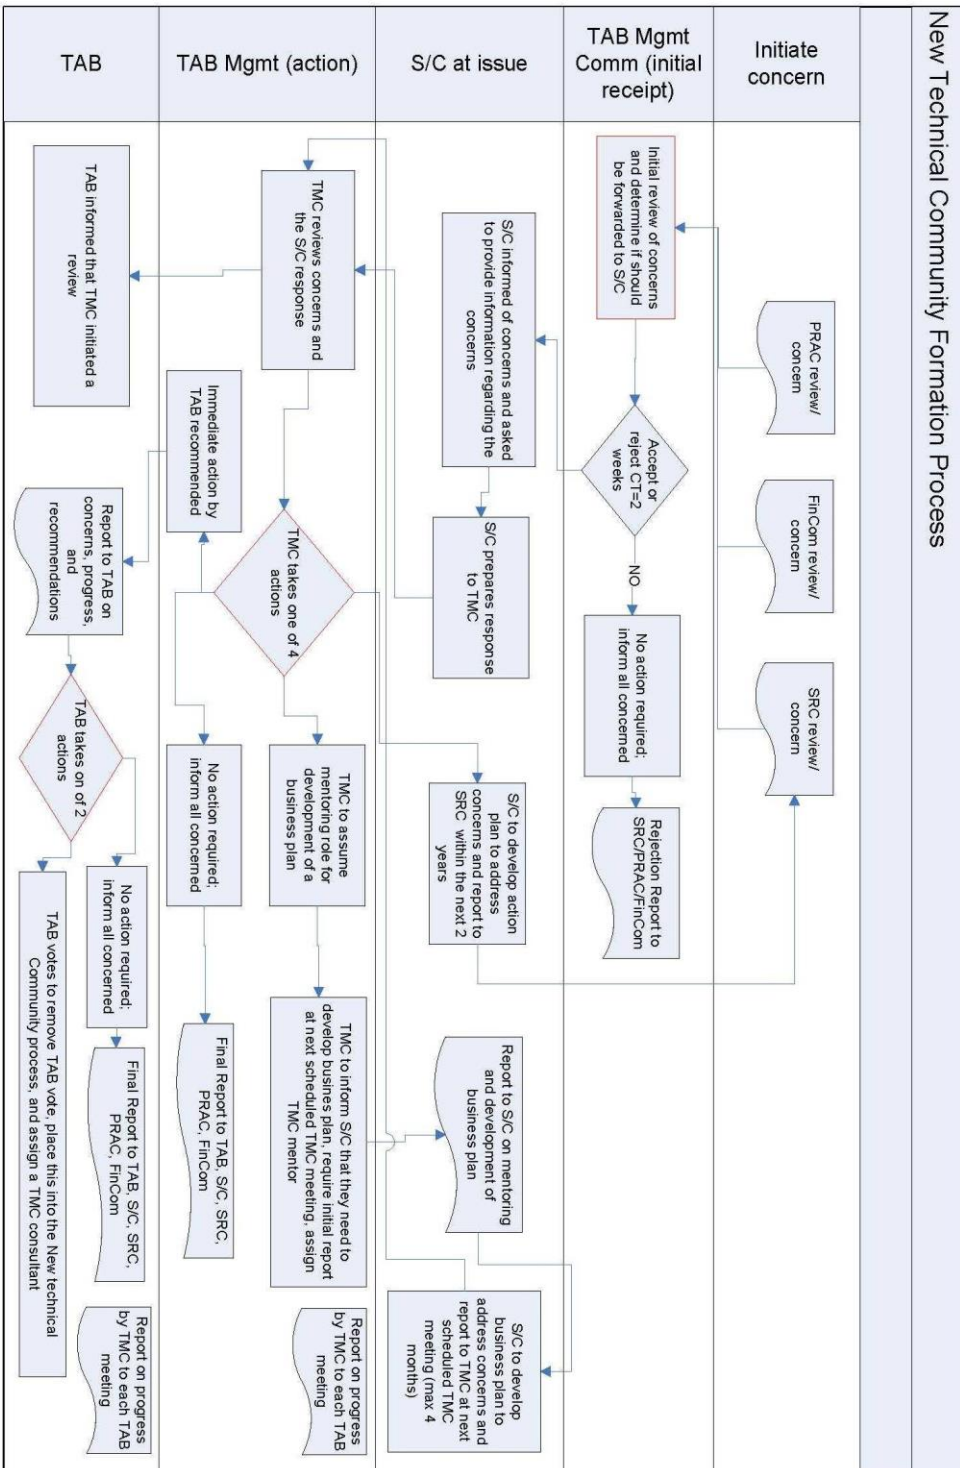 New Technical Community Formation Process
Initiate
concern
PRAC review/
concern
FinCom review/
concern
SRC review/
concern
TAB Mgmt
Comm (initial
receipt)
Initial review of concerns
and determine if should
be forwarded to S/C
Accept or
reject CT=2
weeks
NO
No action required;
inform all concerned
Rejection Report to
SRC/PRAC/FinCom
S/C at issue
S/C informed of concerns and asked
to provide information regarding the
concerns
S/C prepares response
to TMC
S/C to develop action
plan to address
concerns and report to
SRC within the next 2
years
Report to S/C on mentoring
and development of
business plan
S/C to develop
business plan to
address concerns and
report to TMC at next
scheduled TMC
meeting (max 4
months)
TAB Mgmt (action)
TMC reviews concerns and
the S/C response
Immediate action by
TAB recommended
TMC takes one of 4
actions
TMC to assume
mentoring role for
development of a
business plan
No action required;
inform all concerned
TMC to inform S/C that they need to
develop busines plan, require initial report
at next scheduled TMC meeting, assign
TMC mentor
Final Report to TAB, S/C, SRC,
PRAC, FinCom
Report on progress
by TMC to each TAB
meeting
TAB
TAB informed that TMC initiated a
review
Report to TAB on
concerns, progress,
and
recommendations
TAB takes on of 2
actions
No action required;
inform all concerned
Final Report to TAB, S/C, SRC,
PRAC, FinCom
TAB votes to remove TAB vote, place this into the New technical
Community process, and assign a TMC consultant
Report on progress
by TMC to each TAB
meeting